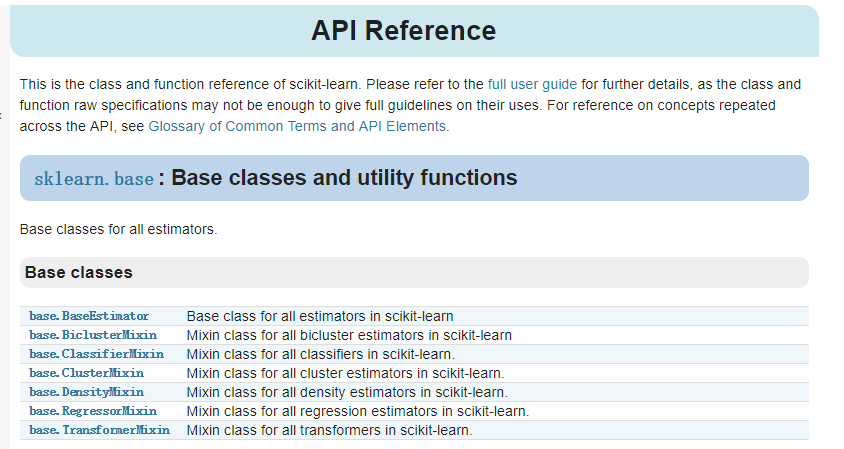 API Reference
This is the class and function reference of scikit-learn. Please refer to the full user guide for further details, as the class and
function raw specifications may not be enough to give full guidelines on their uses. For reference on concepts repeated
across the API, see Glossary of Common Terms and API Elements.
sklearn.base: Base classes and utility functions
Base classes for all estimators.
Base classes
base.BaseEstimator Base class for all estimators in scikit-learn
base.BiclusterMixin Mixin class for all bicluster estimators in scikit-learn
base.ClassifierMixin Mixin class for all classifiers in scikit-learn.
base.ClusterMixin Mixin class for all cluster estimators in scikit-learn.
base.DensityMixin Mixin class for all density estimators in scikit-learn.
base.RegressorMixin Mixin class for all regression estimators in scikit-learn.
base.TransformerMixin Mixin class for all transformers in scikit-learn.